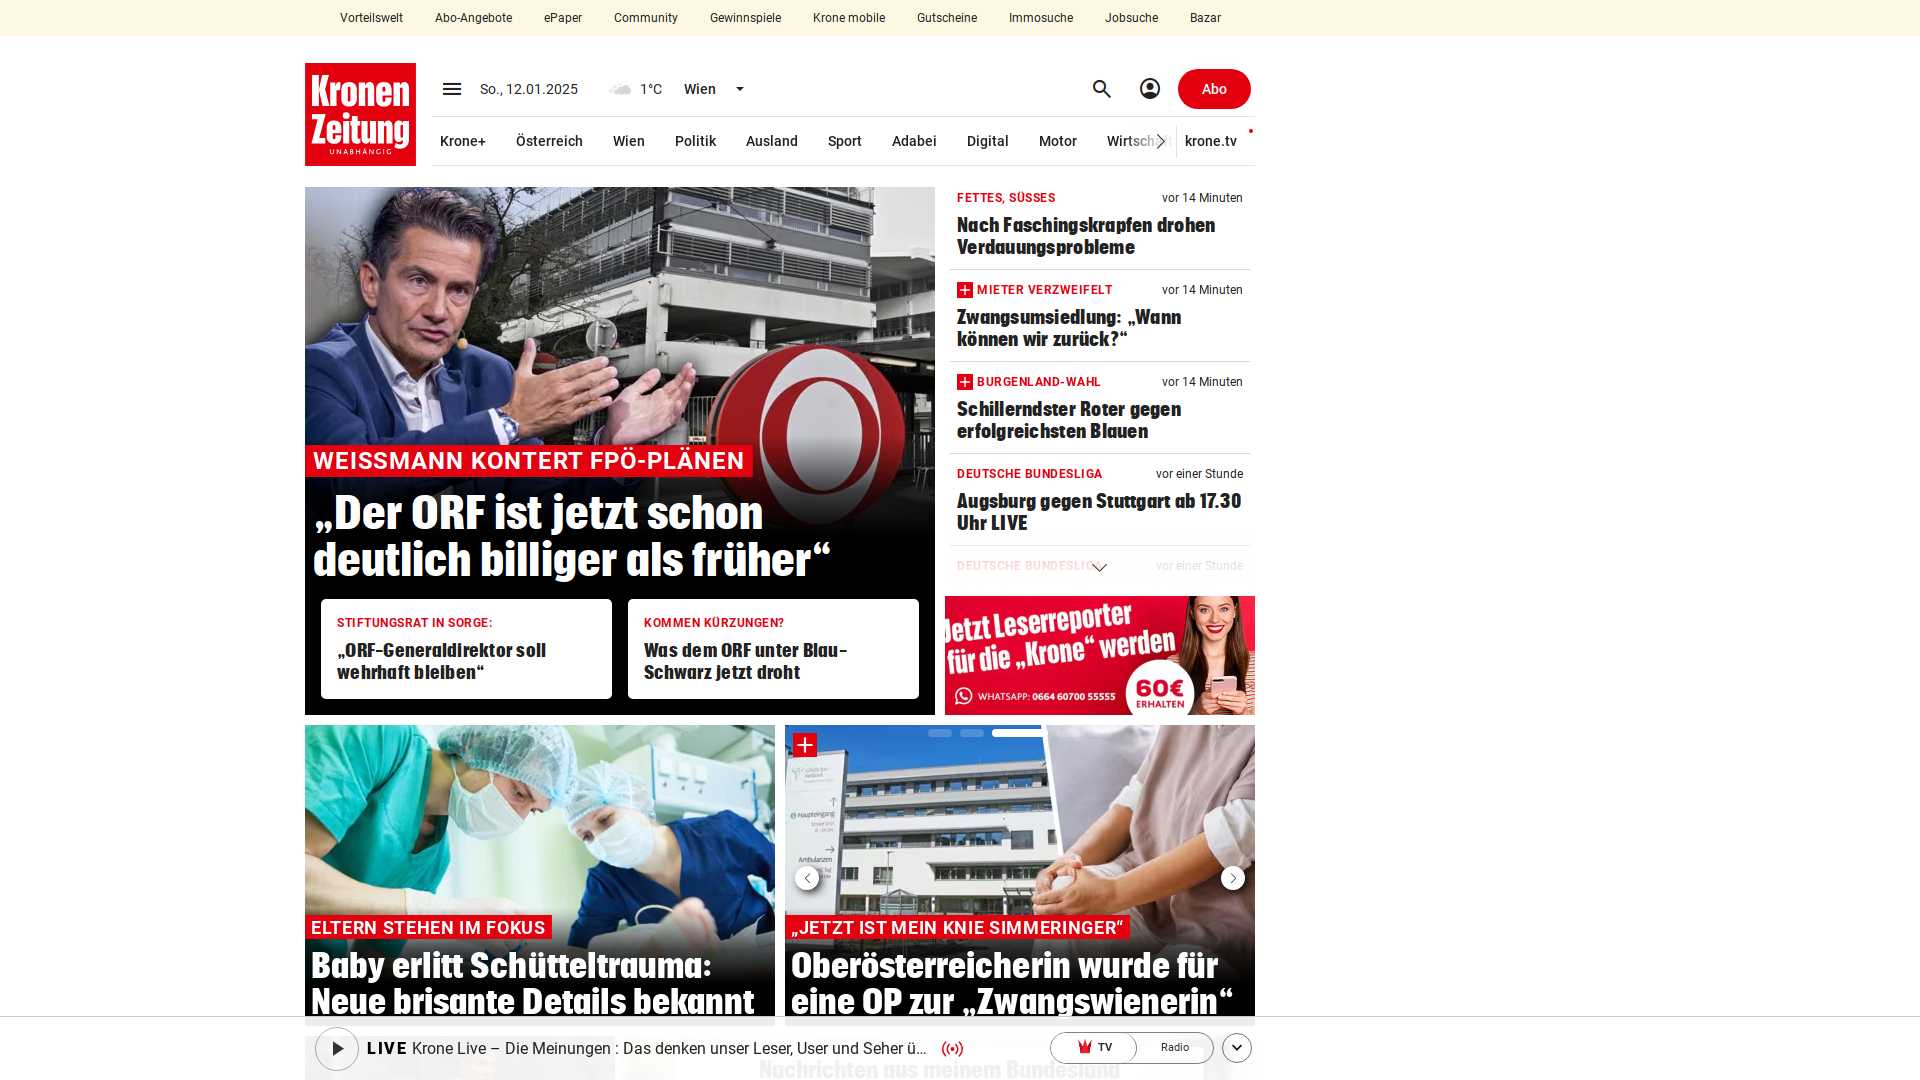 Vorteilswelt Abo-Angebote ePaper Community Gewinnspiele Krone mobile Gutscheine Immosuche Jobsuche Bazar
Kronen
Zeitung
UNABHÄNGIG
So., 12.01.2025 1°C Wien Abo
Krone+ Österreich Wien Politik Ausland Sport Adabei Digital Motor Wirtschaft krone.tv
WEISSMANN KONTERT FPÖ-PLÄNEN
„Der ORF ist jetzt schon
deutlich billiger als früher“
STIFTUNGSRAT IN SORGE:
„ORF-Generaldirektor soll
wehrhaft bleiben“
KOMMEN KÜRZUNGEN?
Was dem ORF unter Blau-
Schwarz jetzt droht
FETTES, SÜSSES vor 14 Minuten
Nach Faschingskrapfen drohen
Verdauungsprobleme
MIETER VERZWEIFELT vor 14 Minuten
Zwangsumsiedlung: „Wann
können wir zurück?“
BURGENLAND-WAHL vor 14 Minuten
Schillerndster Roter gegen
erfolgreichsten Blauen
DEUTSCHE BUNDESLIGA vor einer Stunde
Augsburg gegen Stuttgart ab 17.30
Uhr LIVE
DEUTSCHE BUNDESLIGA vor einer Stunde
Jetzt Leserreporter
für die „Krone“ werden
WHATSAPP: 0664 60700 55555
60€
ERHALTEN
ELTERN STEHEN IM FOKUS
Baby erlitt Schütteltrauma:
Neue brisante Details bekannt
Haupteingang
Ambulanzen
„JETZT IST MEIN KNIE SIMMERINGER“
Oberösterreicherin wurde für
eine OP zur „Zwangswienerin“
LIVE Krone Live – Die Meinungen : Das denken unser Leser, User und Seher ü... TV Radio
Nachrichten aus meinem Bundesland